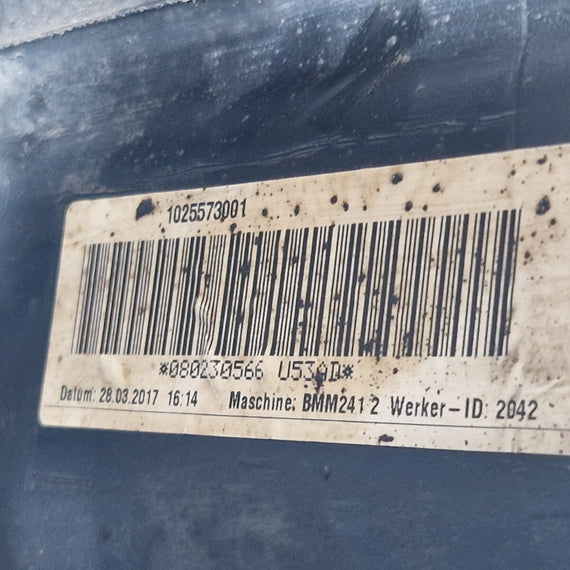 1025573001
*080230566 U53AD*
Datum: 28.03.2017 16:14 Maschine: BMM241 2 Werker-ID: 2042